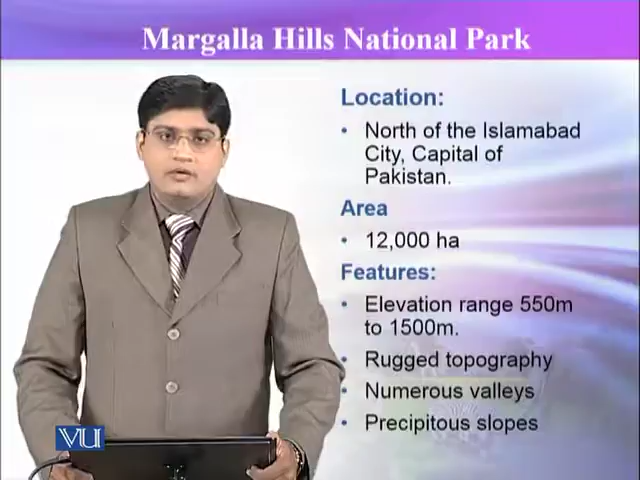 Margalla Hills National Park
Location:
• North of the Islamabad
City, Capital of
Pakistan.
Area
• 12,000 ha
Features:
• Elevation range 550m
to 1500m.
• Rugged topography
• Numerous valleys
• Precipitous slopes
VU